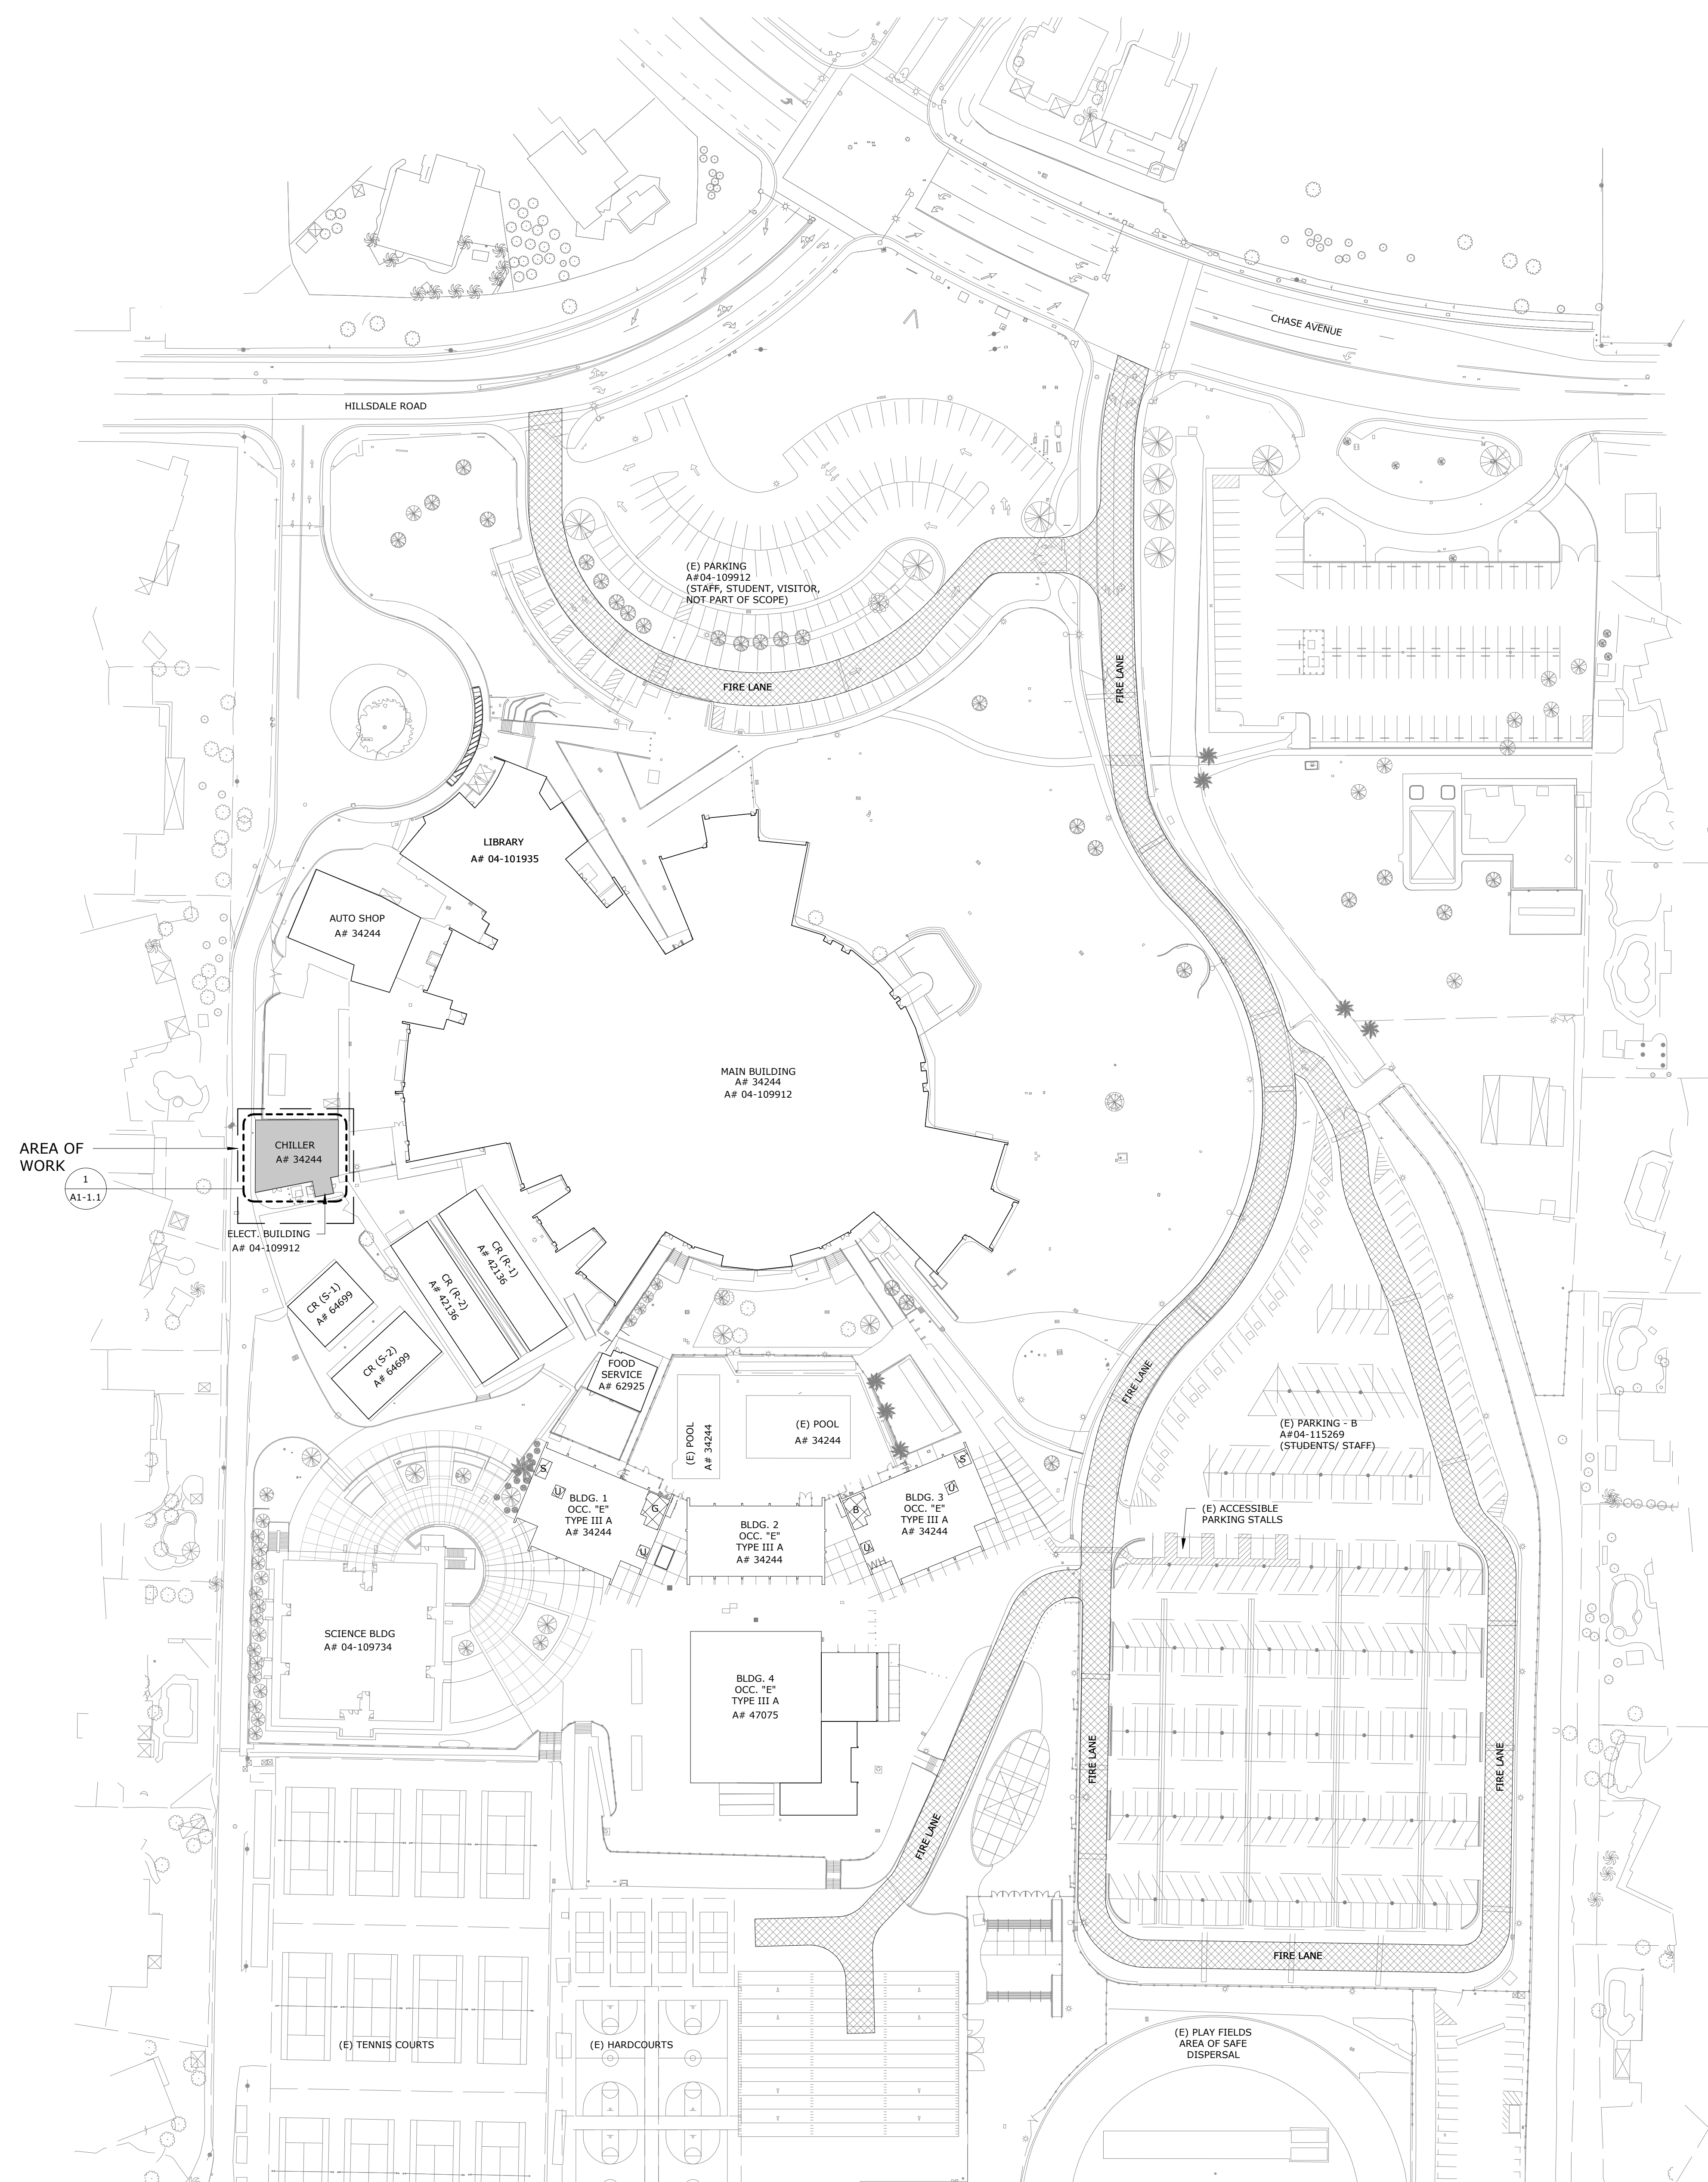 CHASE AVENUE
HILLSDALE ROAD
(E) PARKING
A#04-109912
(STAFF, STUDENT, VISITOR,
NOT PART OF SCOPE)
FIRE LANE
FIRE LANE
LIBRARY
A# 04-101935
AUTO SHOP
A# 34244
MAIN BUILDING
A# 34244
A# 04-109912
AREA OF
WORK
CHILLER
A# 34244
1
A1-1.1
ELECT. BUILDING
A# 04-109912
CR (R-1)
A# 42136
CR (R-2)
A# 42136
CR (S-1)
A# 64699
CR (S-2)
A# 64699
FOOD
SERVICE
A# 62925
(E) POOL
A# 34244
(E) POOL
A# 34244
FIRE LANE
(E) PARKING - B
A#04-115269
(STUDENTS/ STAFF)
(E) ACCESSIBLE
PARKING STALLS
S
U
G
U
BLDG. 1
OCC. "E"
TYPE III A
A# 34244
BLDG. 2
OCC. "E"
TYPE III A
A# 34244
S
U
B
U
WH
BLDG. 3
OCC. "E"
TYPE III A
A# 34244
SCIENCE BLDG
A# 04-109734
BLDG. 4
OCC. "E"
TYPE III A
A# 47075
FIRE LANE
FIRE LANE
FIRE LANE
FIRE LANE
(E) TENNIS COURTS
(E) HARDCOURTS
(E) PLAY FIELDS
AREA OF SAFE
DISPERSAL